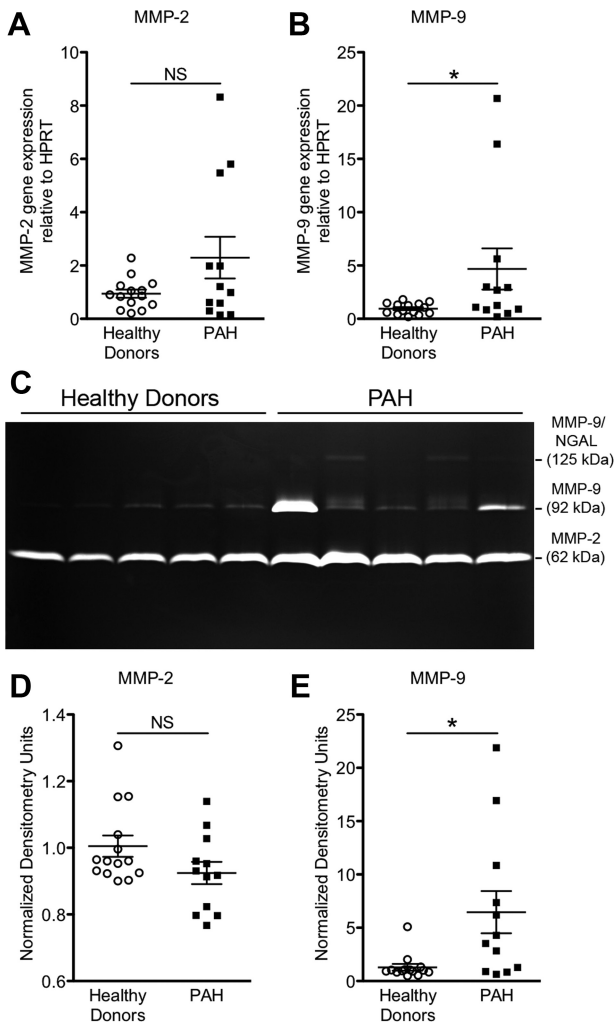 A
MMP-2
MMP-2 gene expression
relative to HPRT
10
8
6
4
2
0
NS
Healthy
Donors
PAH
B
MMP-9
MMP-9 gene expression
relative to HPRT
25
20
15
10
5
0
*
Healthy
Donors
PAH
C
Healthy Donors
PAH
MMP-9/
NGAL
(125 kDa)
MMP-9
(92 kDa)
MMP-2
(62 kDa)
D
MMP-2
Normalized Densitometry Units
1.4
1.2
1.0
0.8
0.6
NS
Healthy
Donors
PAH
E
MMP-9
Normalized Densitometry Units
25
20
15
10
5
0
*
Healthy
Donors
PAH